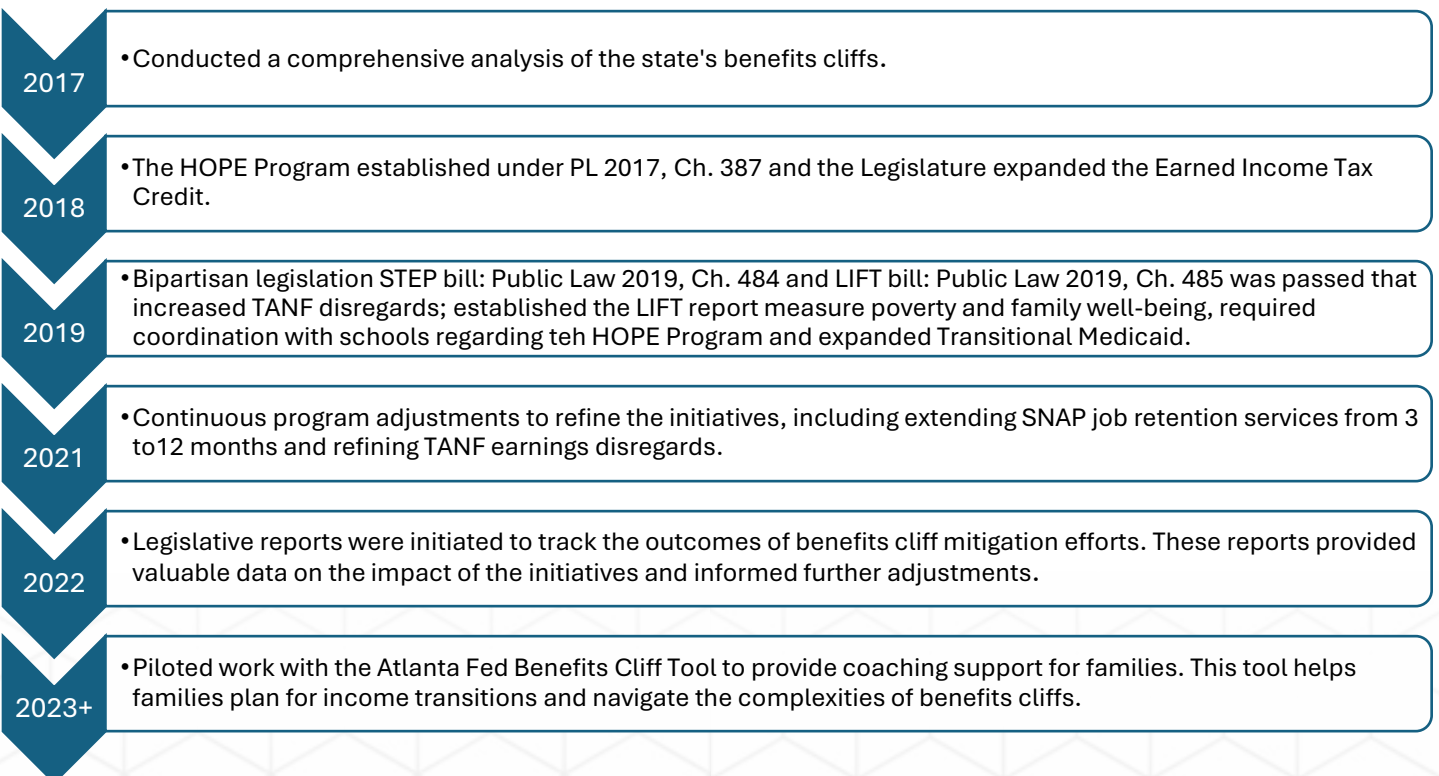 2017
•Conducted a comprehensive analysis of the state's benefits cliffs.
2018
•The HOPE Program established under PL 2017, Ch. 387 and the Legislature expanded the Earned Income Tax
Credit.
2019
•Bipartisan legislation STEP bill: Public Law 2019, Ch. 484 and LIFT bill: Public Law 2019, Ch. 485 was passed that
increased TANF disregards; established the LIFT report measure poverty and family well-being, required
coordination with schools regarding teh HOPE Program and expanded Transitional Medicaid.
2021
•Continuous program adjustments to refine the initiatives, including extending SNAP job retention services from 3
to12 months and refining TANF earnings disregards.
2022
•Legislative reports were initiated to track the outcomes of benefits cliff mitigation efforts. These reports provided
valuable data on the impact of the initiatives and informed further adjustments.
2023+
•Piloted work with the Atlanta Fed Benefits Cliff Tool to provide coaching support for families. This tool helps
families plan for income transitions and navigate the complexities of benefits cliffs.